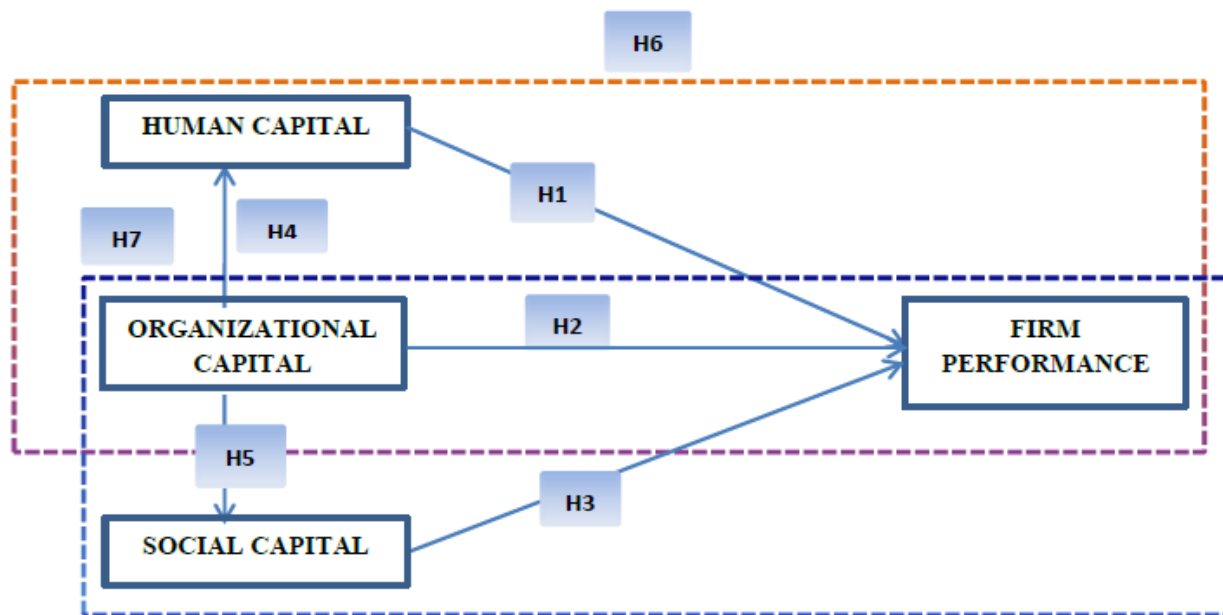 H6
HUMAN CAPITAL
H1
H7
H4
ORGANIZATIONAL
CAPITAL
H2
FIRM
PERFORMANCE
H5
H3
SOCIAL CAPITAL